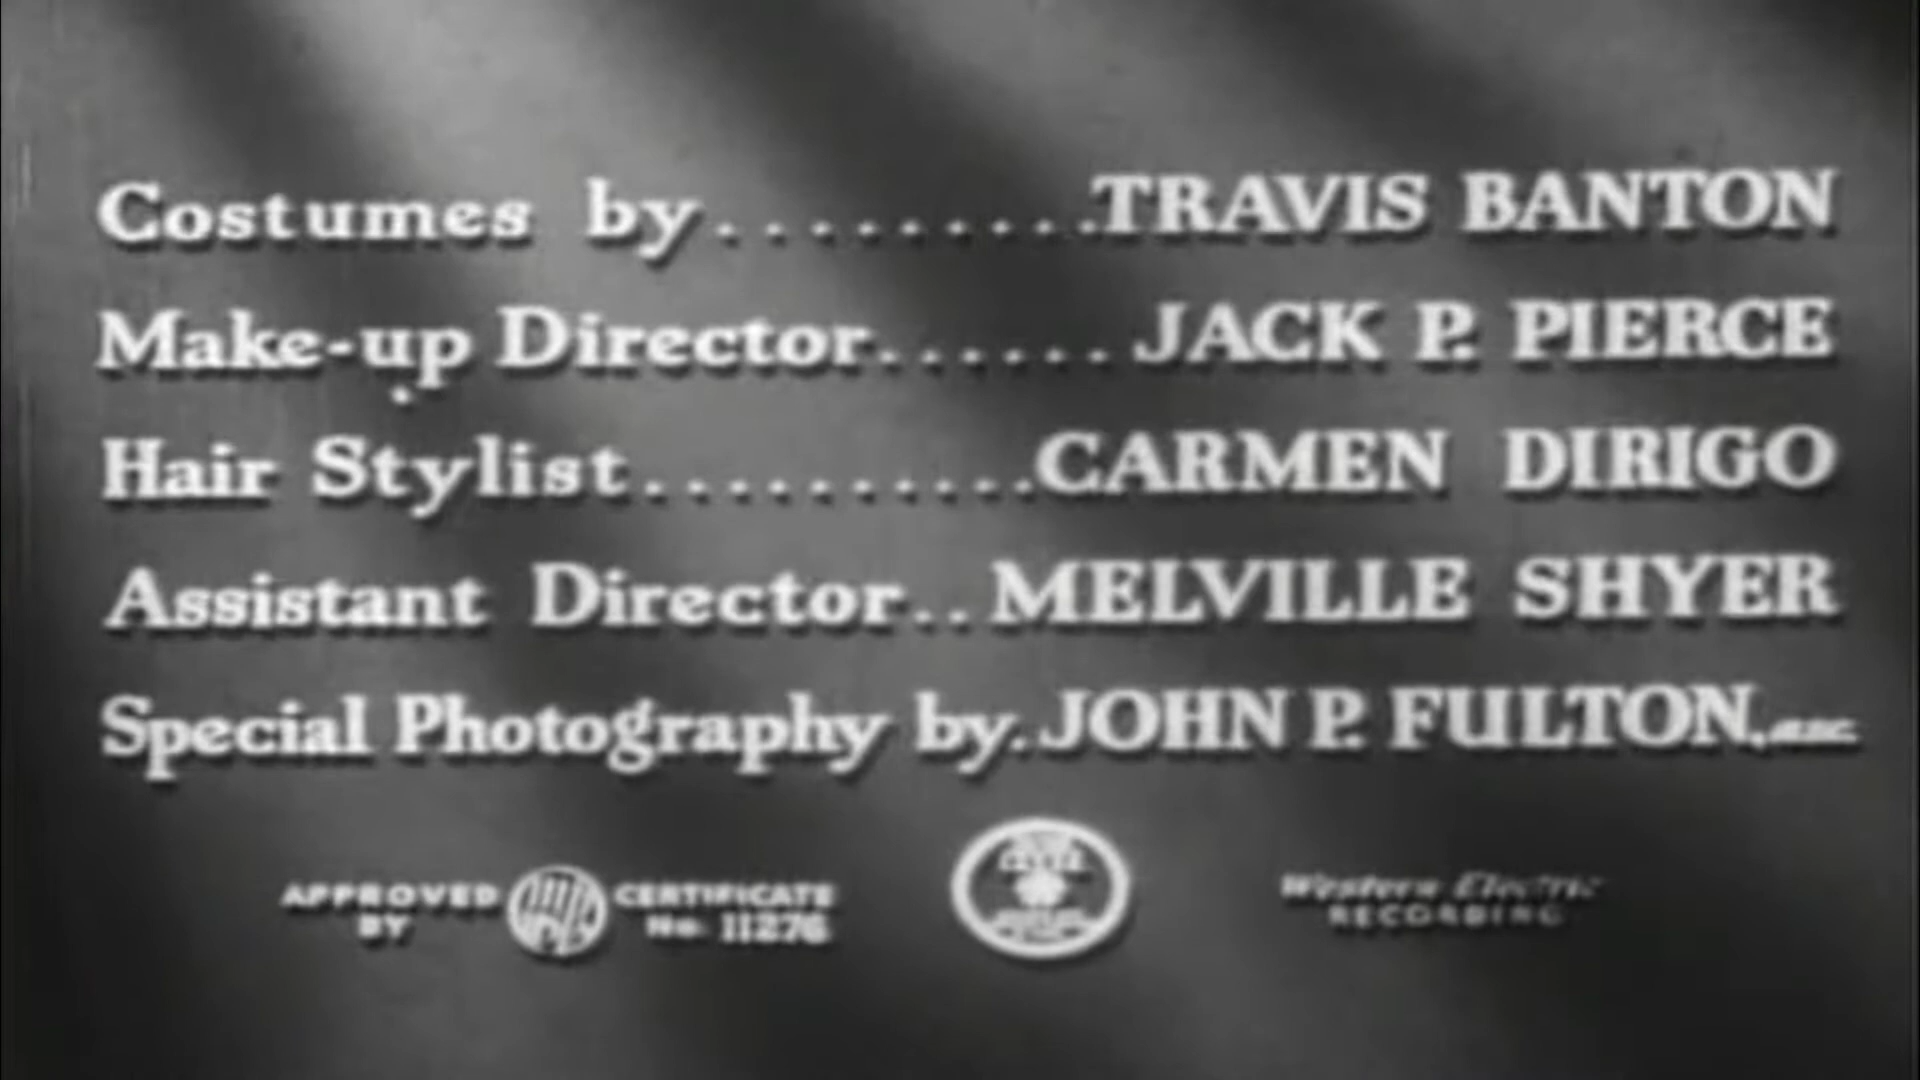 Costumes by..........TRAVIS BANTON
Make-up Director......JACK P. PIERCE
Hair Stylist...........CARMEN DIRIGO
Assistant Director..MELVILLE SHYER
Special Photography by.JOHN P. FULTON, A.S.C.
APPROVED BY CERTIFICATE No. 11276
Western Electric
RECORDING